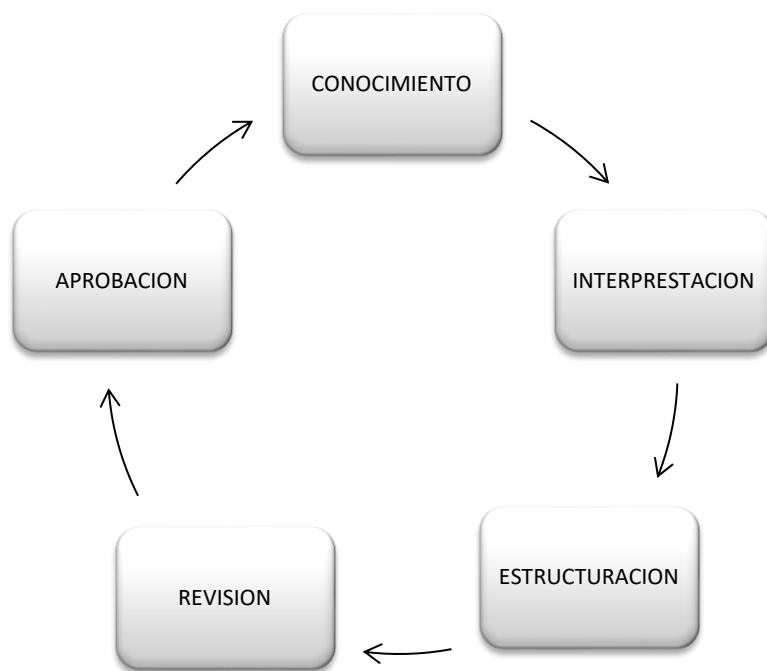 CONOCIMIENTO
INTERPRESTACION
ESTRUCTURACION
REVISION
APROBACION